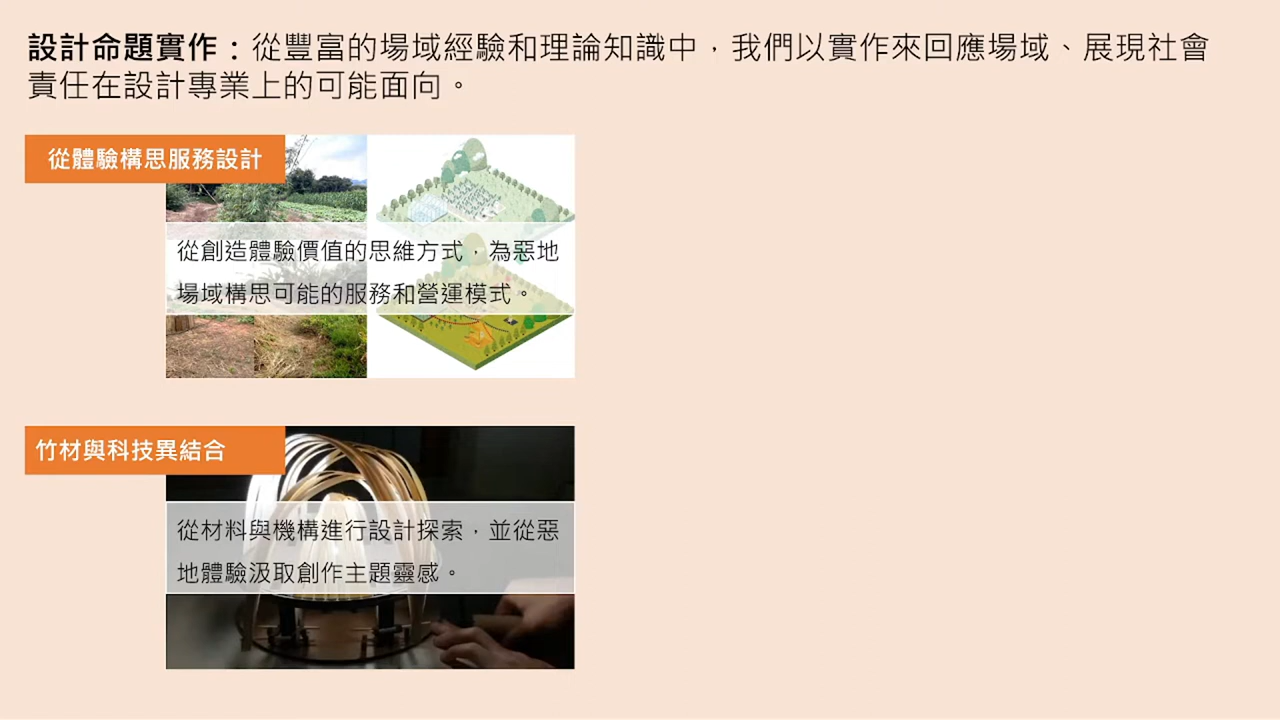 設計命題實作：從豐富的場域經驗和理論知識中，我們以實作來回應場域、展現社會
責任在設計專業上的可能面向。
從體驗構思服務設計
從創造體驗價值的思維方式，為惡地
場域構思可能的服務和營運模式。
竹材與科技異結合
從材料與機構進行設計探索，並從惡
地體驗汲取創作主題靈感。